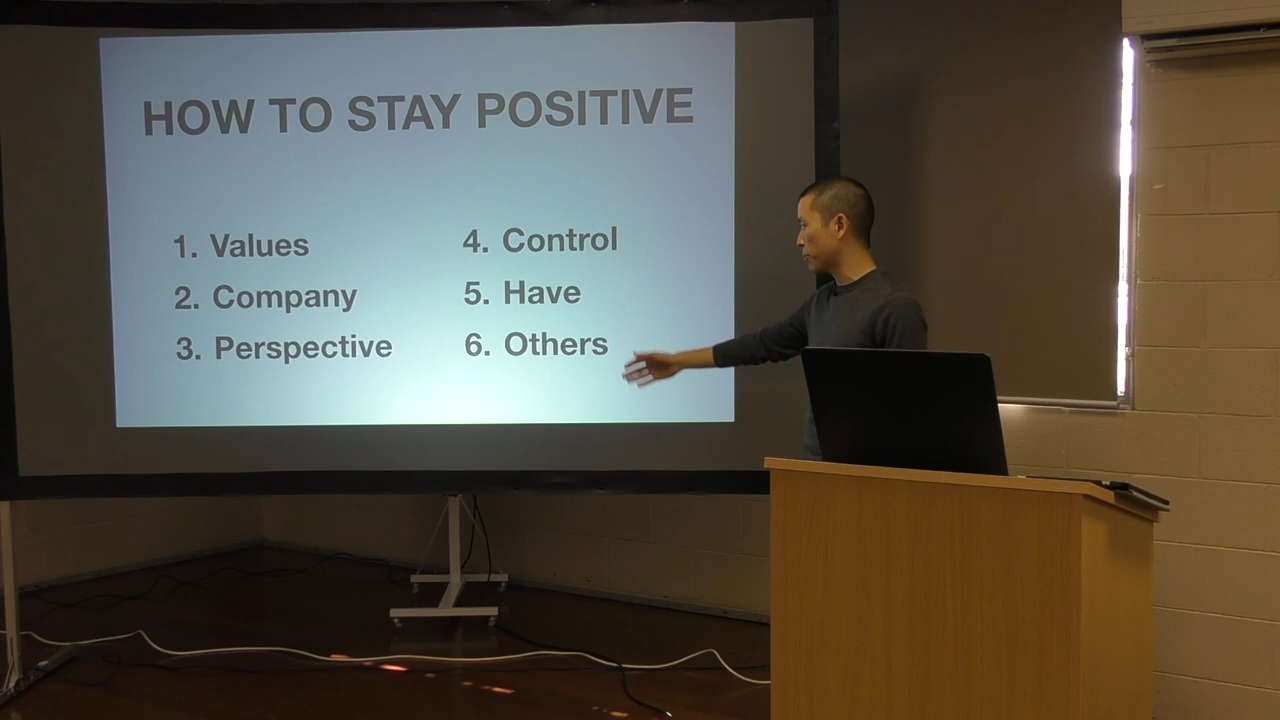 HOW TO STAY POSITIVE
1. Values
2. Company
3. Perspective
4. Control
5. Have
6. Others